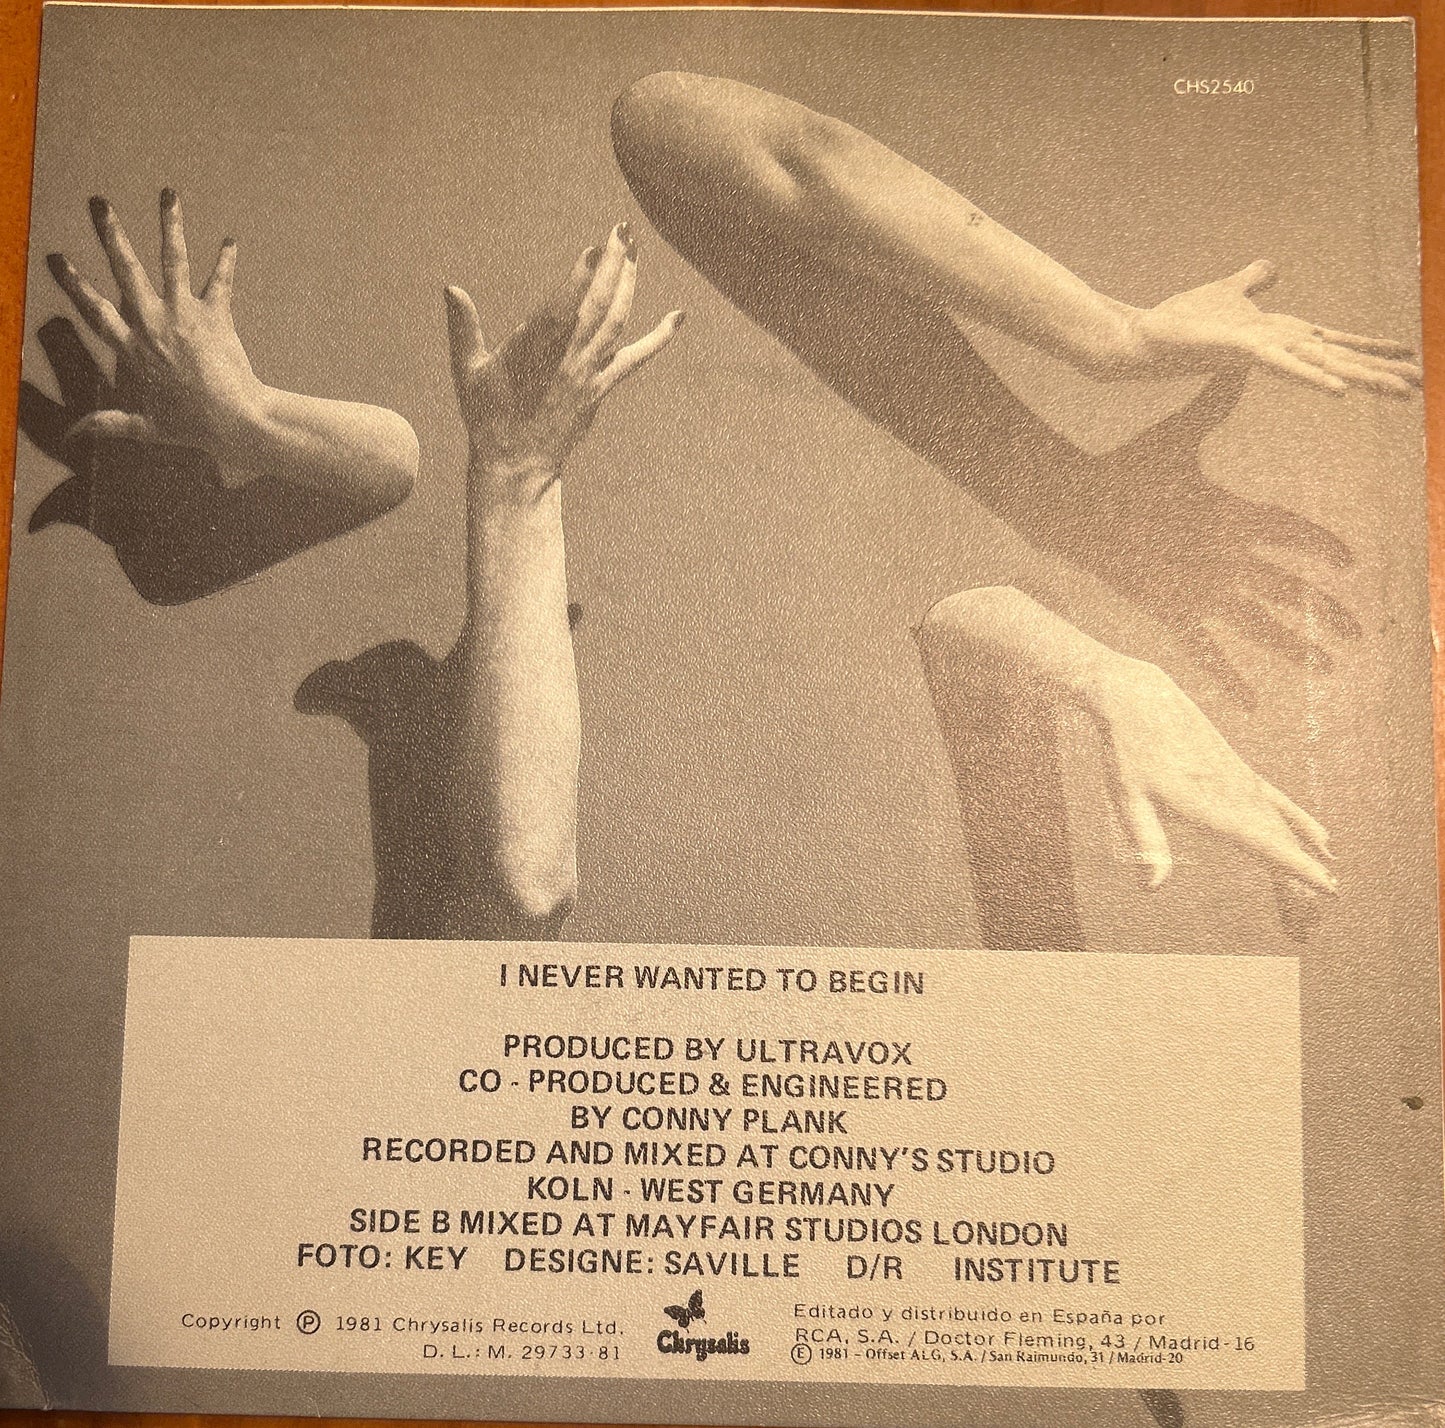 CHS2540
I NEVER WANTED TO BEGIN
PRODUCED BY ULTRAVOX
CO - PRODUCED & ENGINEERED
BY CONNY PLANK
RECORDED AND MIXED AT CONNY'S STUDIO
KOLN - WEST GERMANY
SIDE B MIXED AT MAYFAIR STUDIOS LONDON
FOTO: KEY DESIGNE: SAVILLE D/R INSTITUTE
Copyright Ⓟ 1981 Chrysalis Records Ltd.
D. L.: M. 29733-81
Chrysalis
Editado y distribuido en España por
RCA, S.A. / Doctor Fleming, 43 / Madrid-16
Ⓔ 1981 - Offset ALG, S.A. / San Raimundo, 31 / Madrid-20